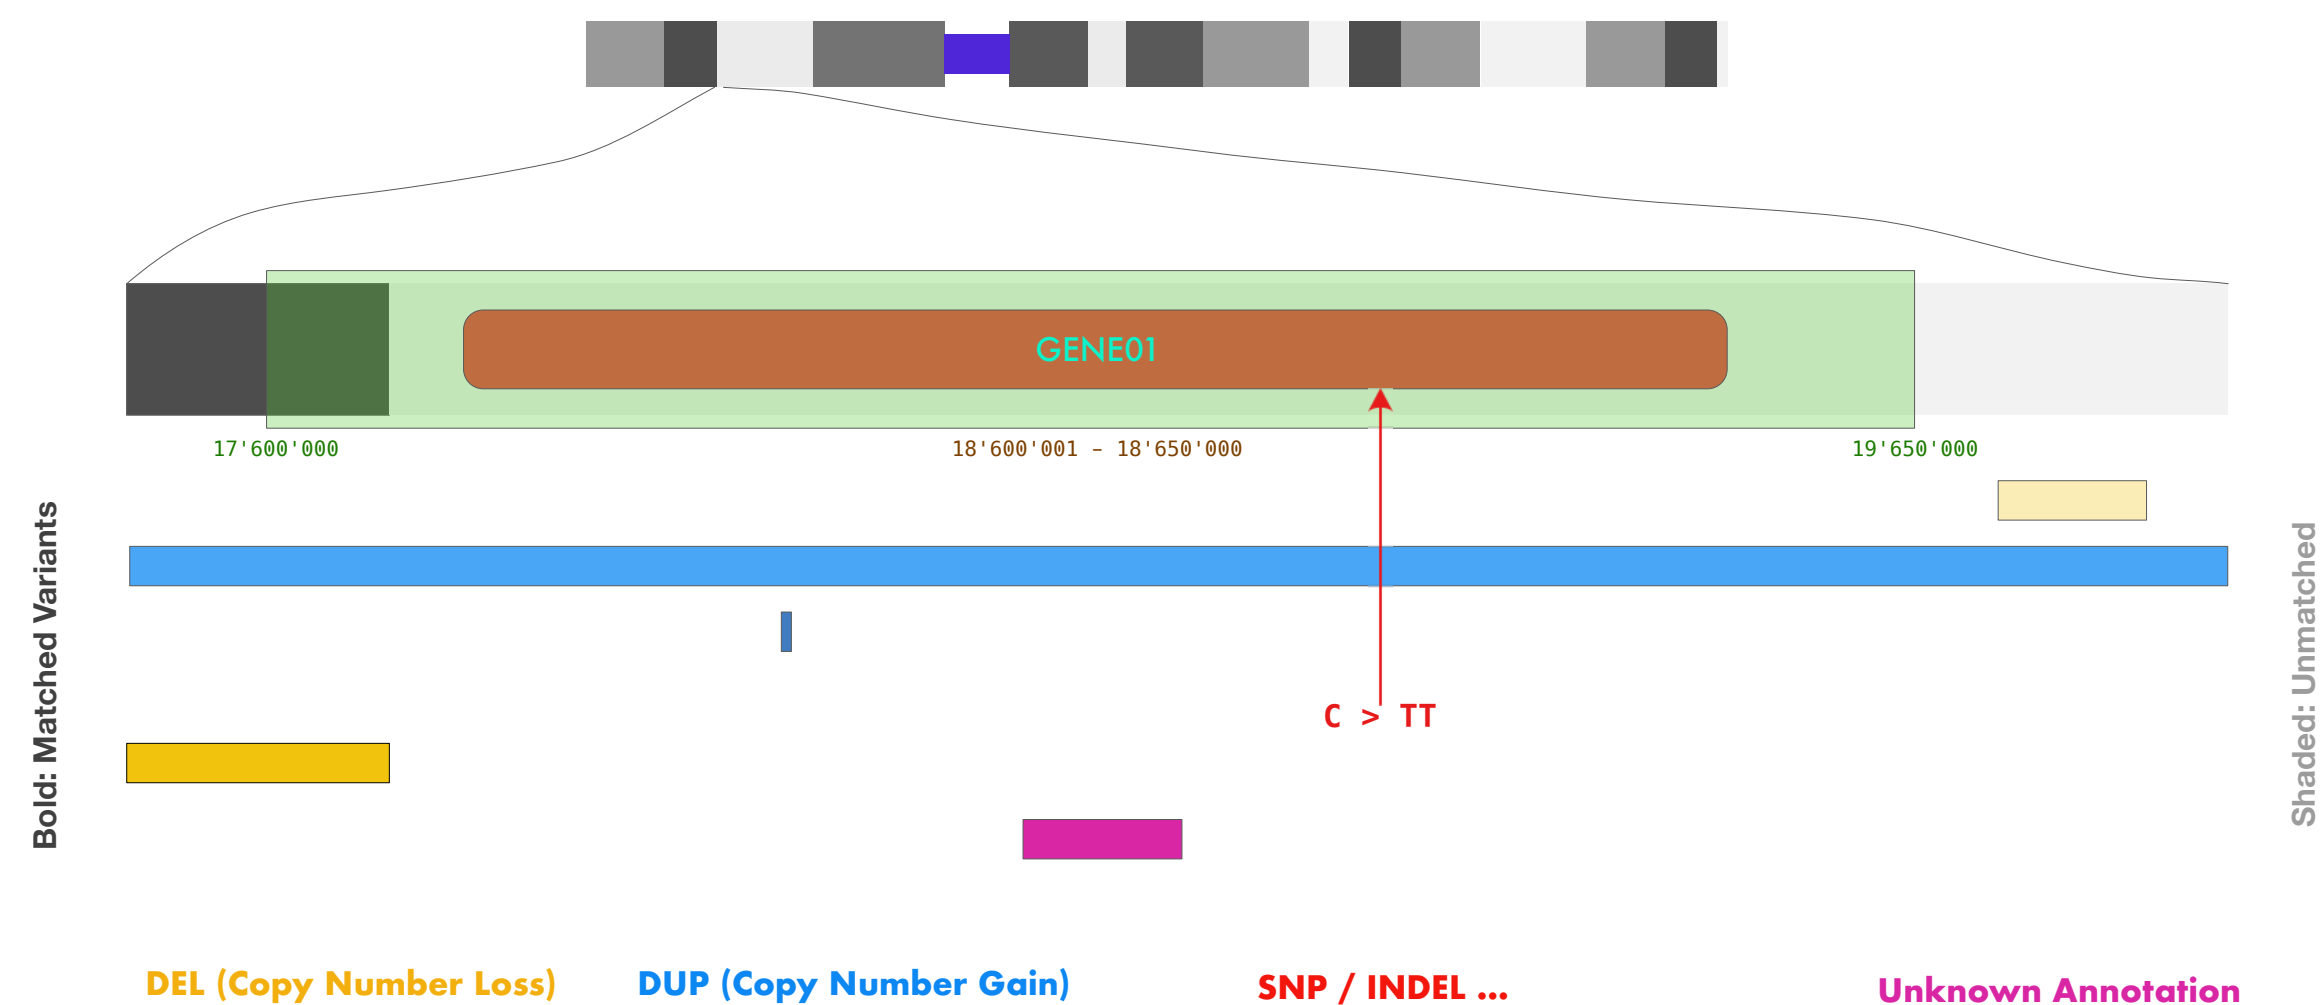 GENE01
17'600'000
18'600'001 - 18'650'000
19'650'000
Bold: Matched Variants
Shaded: Unmatched
C > TT
DEL (Copy Number Loss)
DUP (Copy Number Gain)
SNP / INDEL ...
Unknown Annotation